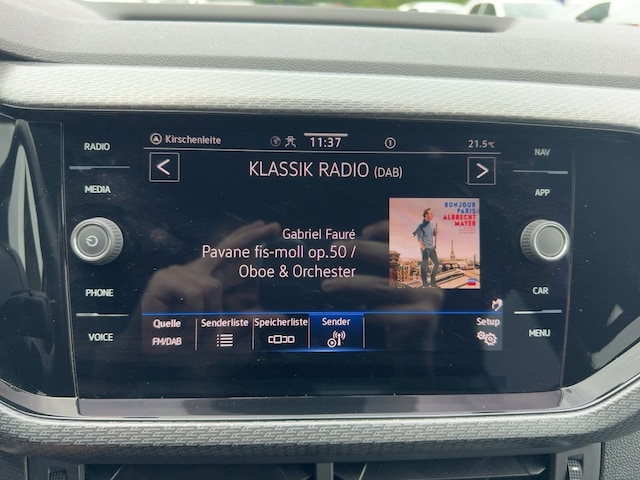 RADIO
MEDIA
PHONE
VOICE
Kirschenleite
11:37
1
21.5°C
KLASSIK RADIO (DAB)
Gabriel Fauré
Pavane fis-moll op.50 /
Oboe & Orchester
BONJOUR
PARIS
ALBRECHT
MAYER
Quelle
FM/DAB
Senderliste
Speicherliste
Sender
Setup
NAV
APP
CAR
MENU